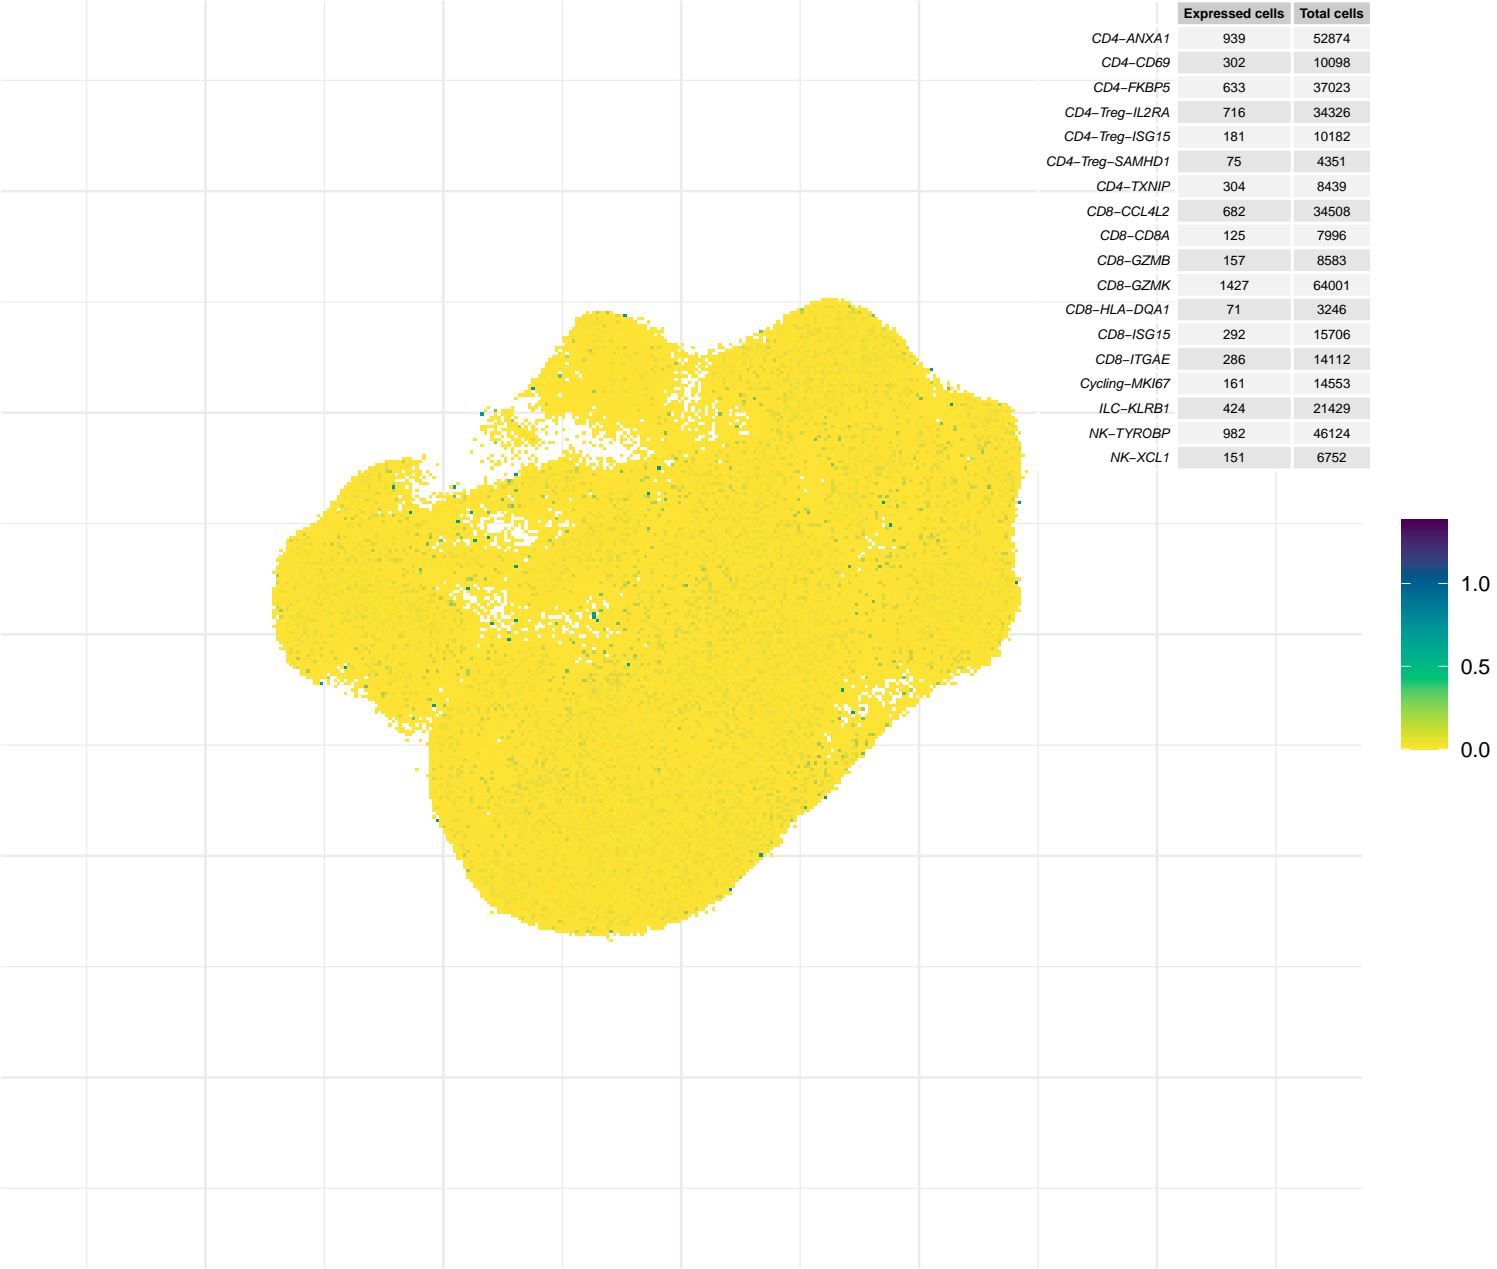 Expressed cells Total cells
CD4−ANXA1 939 52874
CD4−CD69 302 10098
CD4−FKBP5 633 37023
CD4−Treg−IL2RA 716 34326
CD4−Treg−ISG15 181 10182
CD4−Treg−SAMHD1 75 4351
CD4−TXNIP 304 8439
CD8−CCL4L2 682 34508
CD8−CD8A 125 7996
CD8−GZMB 157 8583
CD8−GZMK 1427 64001
CD8−HLA−DQA1 71 3246
CD8−ISG15 292 15706
CD8−ITGAE 286 14112
Cycling−MKI67 161 14553
ILC−KLRB1 424 21429
NK−TYROBP 982 46124
NK−XCL1 151 6752
1.0
0.5
0.0